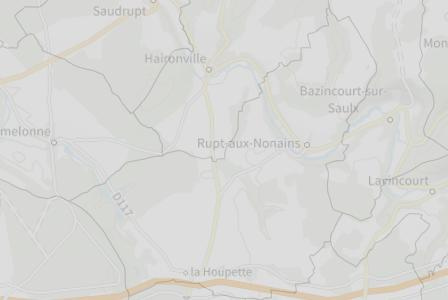 Saudrupt
Haironville
Bazincourt-sur-
Saulx
Mon
melonne
Rupt-aux-Nonains
Lavincourt
D117
la Houpette